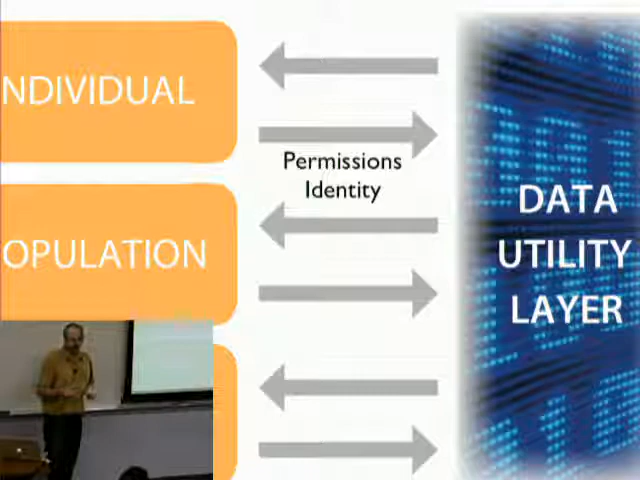 NDIVIDUAL
Permissions
Identity
OPULATION
DATA
UTILITY
LAYER